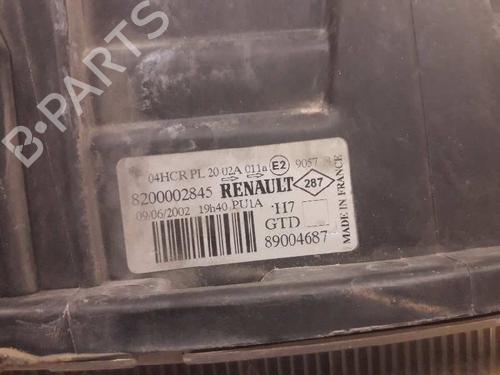 B-PARTS
04HCR PL 20 02A 011a E2 9057
8200002845 RENAULT 287
09/06/2002 19h40 PU1A H7
GTD
89004687
MADE IN FRANCE